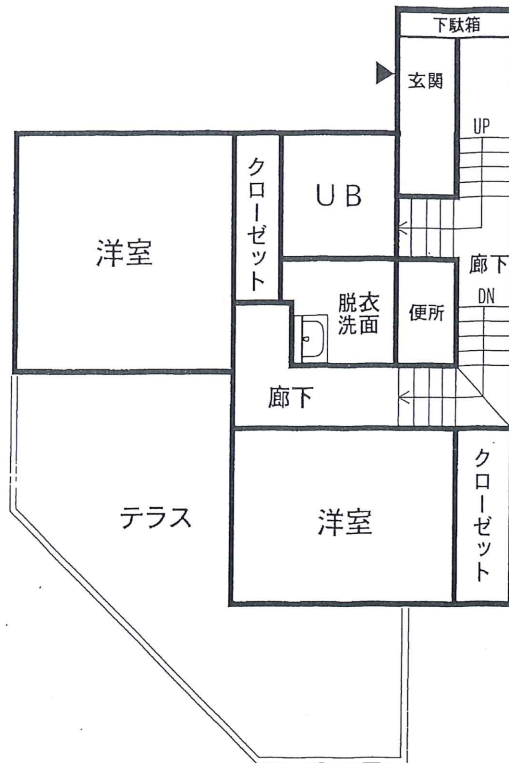 下駄箱
玄関
UP
クローゼット
UB
洋室
廊下
DN
脱衣
洗面
便所
廊下
クローゼット
テラス
洋室